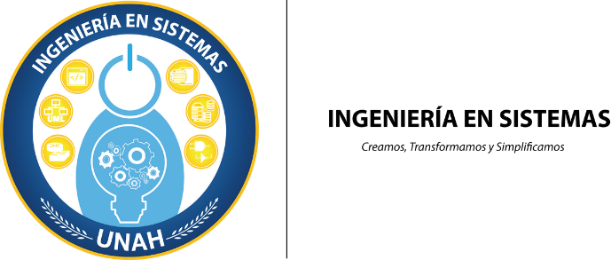 INGENIERÍA EN SISTEMAS
UNAH
INGENIERÍA EN SISTEMAS
Creamos, Transformamos y Simplificamos